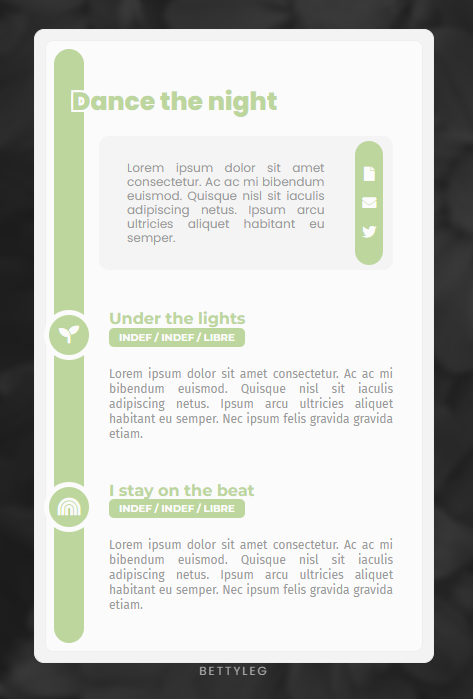 Dance the night
Lorem ipsum dolor sit amet
consectetur. Ac ac mi bibendum
euismod. Quisque nisl sit iaculis
adipiscing netus. Ipsum arcu
ultricies aliquet habitant eu
semper.
Under the lights
INDEF / INDEF / LIBRE
Lorem ipsum dolor sit amet consectetur. Ac ac mi
bibendum euismod. Quisque nisl sit iaculis
adipiscing netus. Ipsum arcu ultricies aliquet
habitant eu semper. Nec ipsum felis gravida gravida
etiam.
I stay on the beat
INDEF / INDEF / LIBRE
Lorem ipsum dolor sit amet consectetur. Ac ac mi
bibendum euismod. Quisque nisl sit iaculis
adipiscing netus. Ipsum arcu ultricies aliquet
habitant eu semper. Nec ipsum felis gravida gravida
etiam.
BETTYLEG